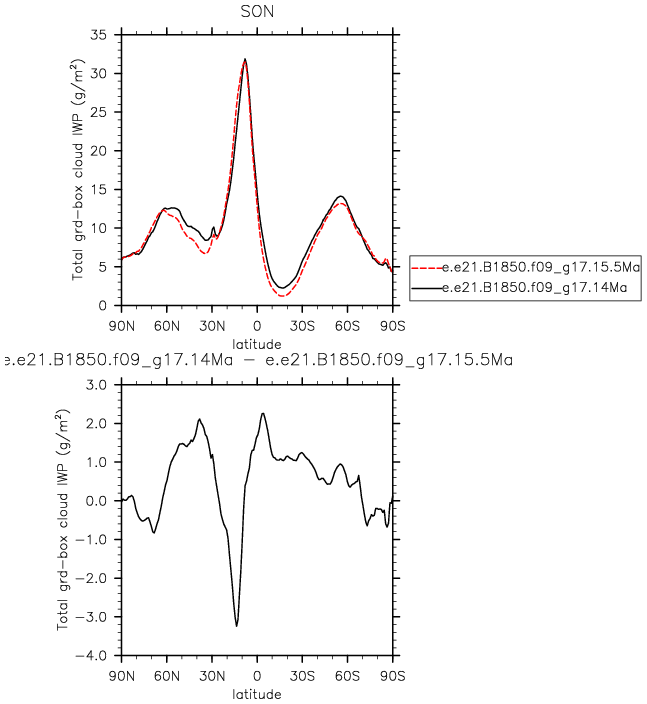 SON
35
30
25
20
15
10
5
0
Total grd-box cloud IWP (g/m²)
90N 60N 30N 0 30S 60S 90S
latitude
e.e21.B1850.f09_g17.15.5Ma
e.e21.B1850.f09_g17.14Ma
e.e21.B1850.f09_g17.14Ma - e.e21.B1850.f09_g17.15.5Ma
3.0
2.0
1.0
0.0
-1.0
-2.0
-3.0
-4.0
Total grd-box cloud IWP (g/m²)
90N 60N 30N 0 30S 60S 90S
latitude